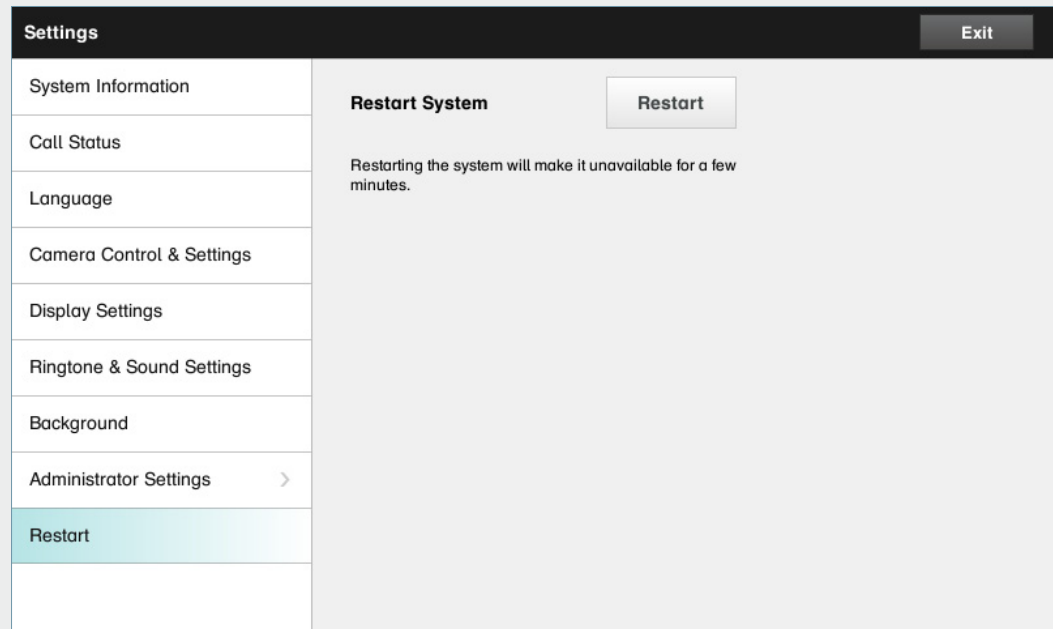 Settings
Exit
System Information
Call Status
Language
Camera Control & Settings
Display Settings
Ringtone & Sound Settings
Background
Administrator Settings
Restart
Restart System
Restart
Restarting the system will make it unavailable for a few
minutes.